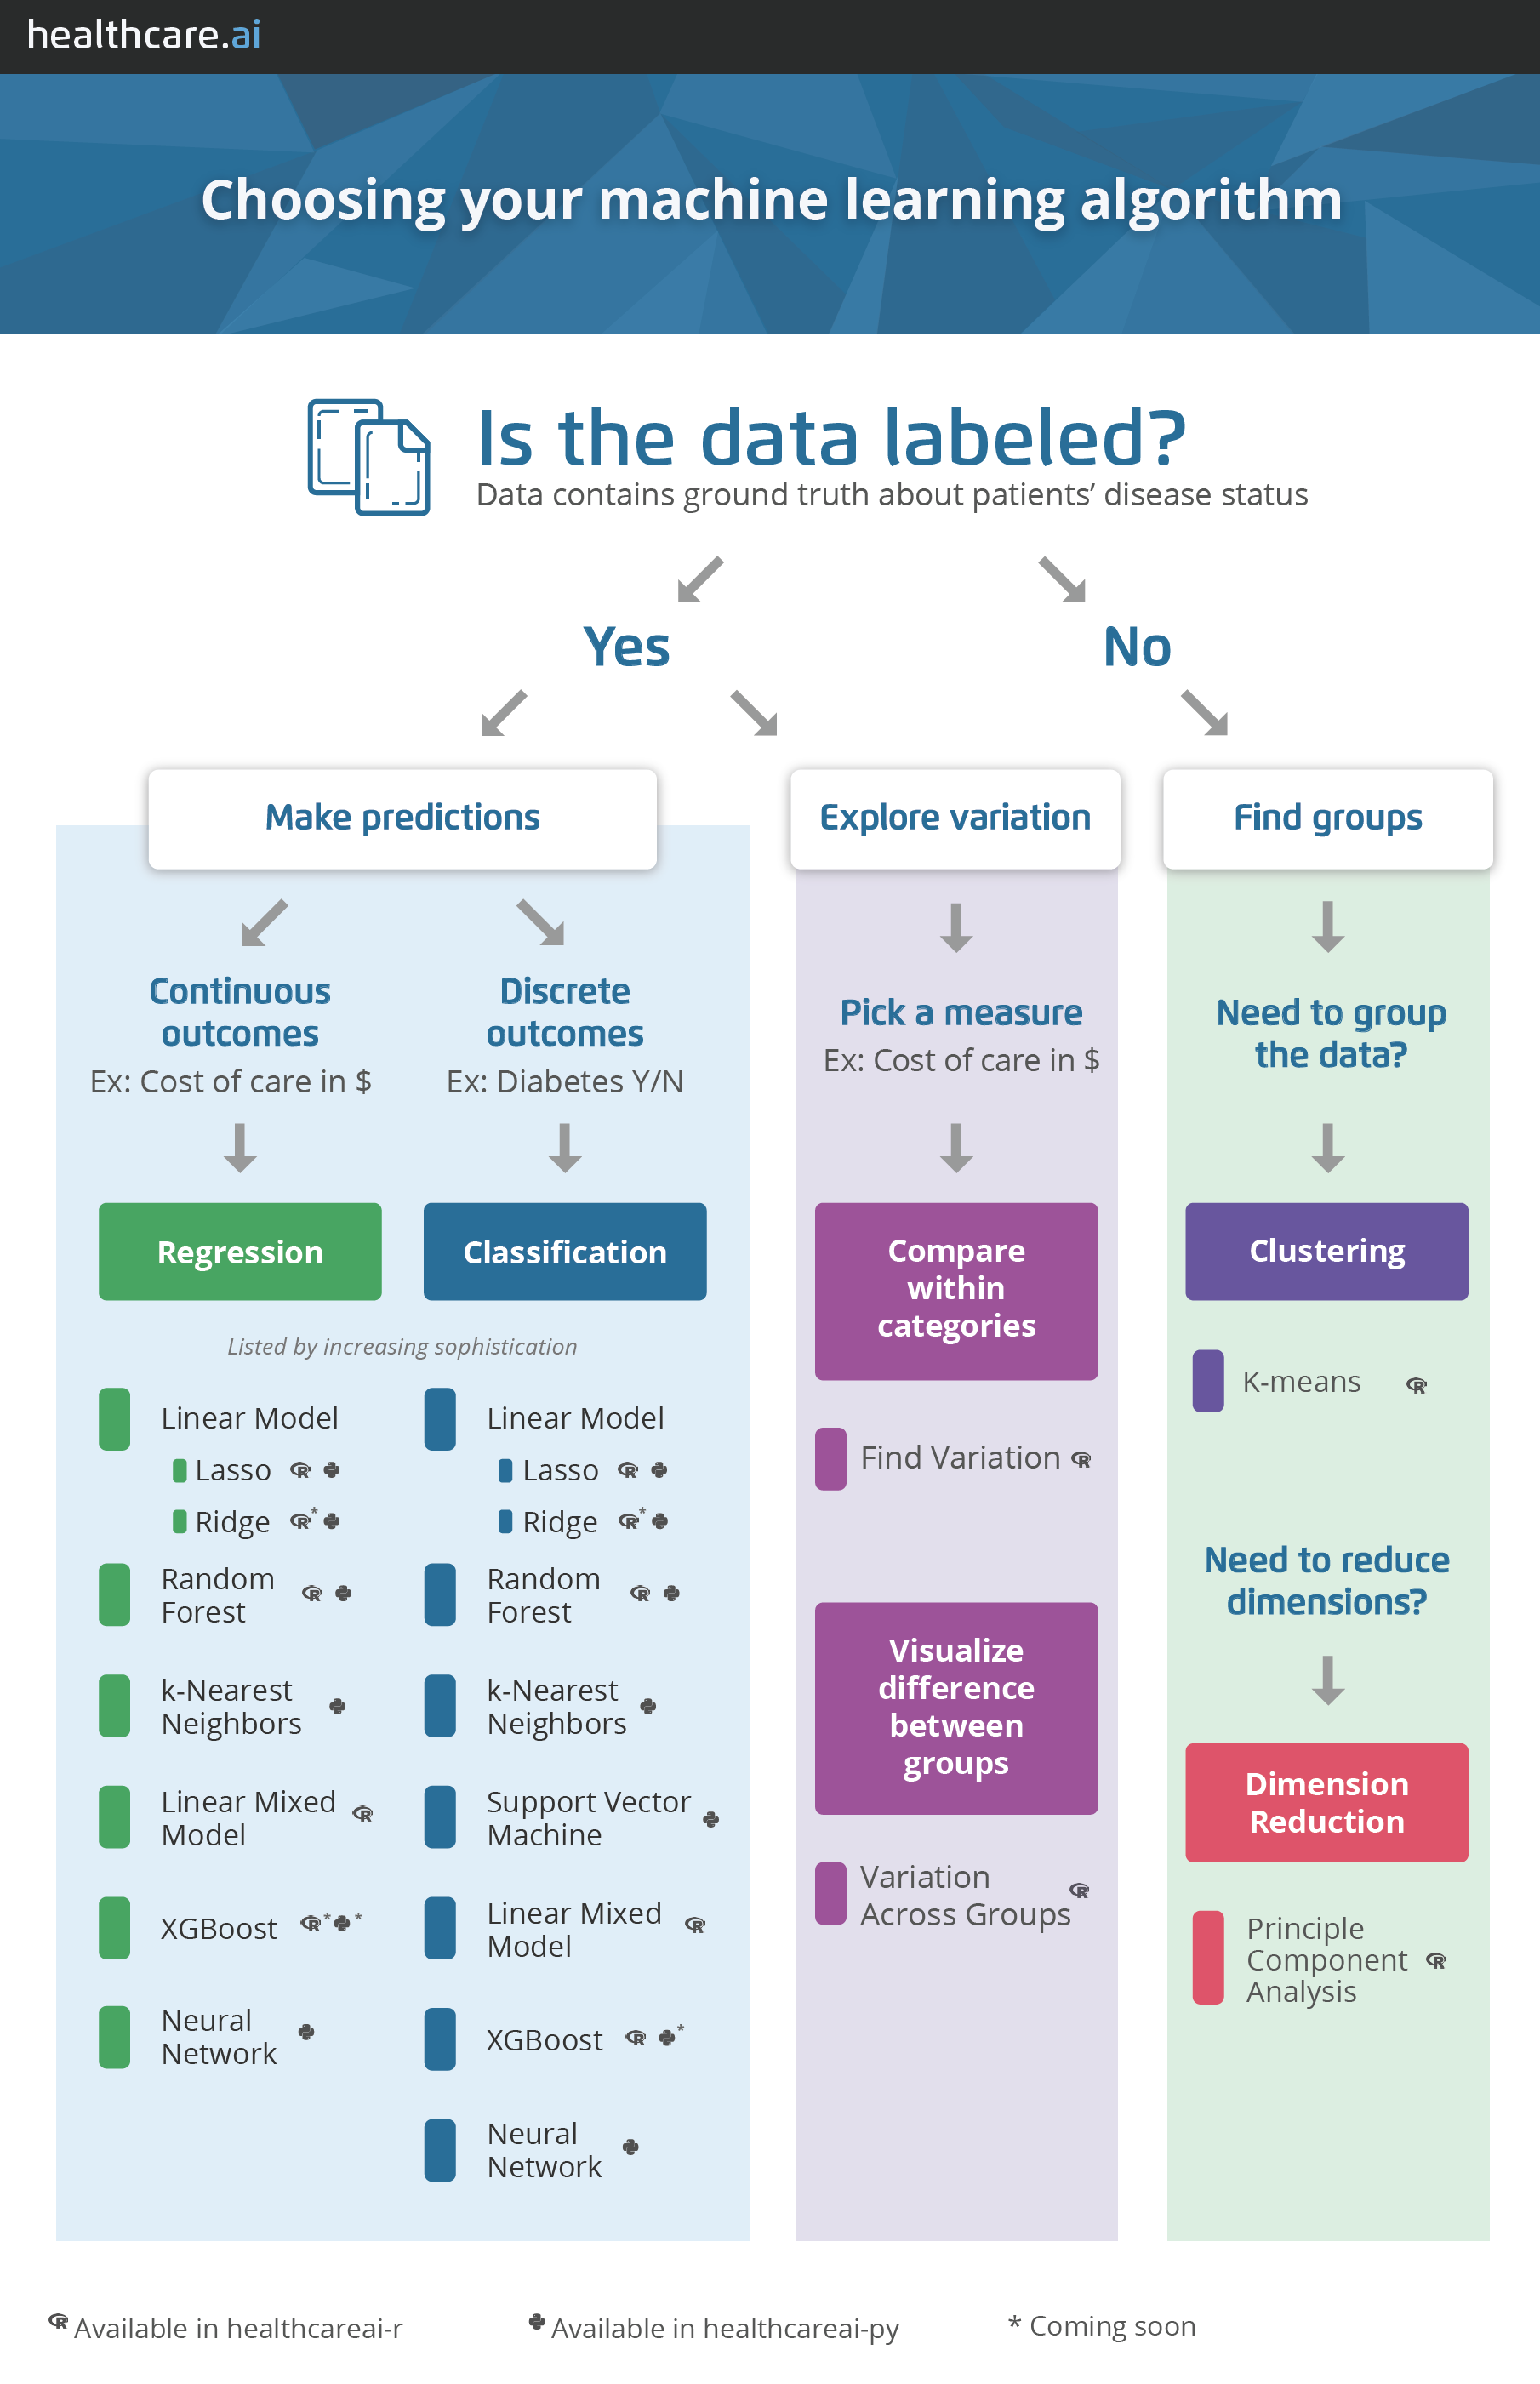 healthcare.ai
Choosing your machine learning algorithm
Is the data labeled?
Data contains ground truth about patients’ disease status
Yes
No
Make predictions
Explore variation
Find groups
Continuous
outcomes
Ex: Cost of care in $
Discrete
outcomes
Ex: Diabetes Y/N
Pick a measure
Ex: Cost of care in $
Need to group
the data?
Regression
Classification
Compare
within
categories
Clustering
Listed by increasing sophistication
Linear Model
Lasso R
Ridge R*
Random
Forest R
k-Nearest
Neighbors
Linear Mixed
Model R
XGBoost R* *
Neural
Network
Linear Model
Lasso R
Ridge R*
Random
Forest R
k-Nearest
Neighbors
Support Vector
Machine
Linear Mixed
Model R
XGBoost R *
Neural
Network
Find Variation R
Visualize
difference
between
groups
Variation
Across Groups R
K-means R
Need to reduce
dimensions?
Dimension
Reduction
Principle
Component R
Analysis
R Available in healthcareai-r
Available in healthcareai-py
* Coming soon